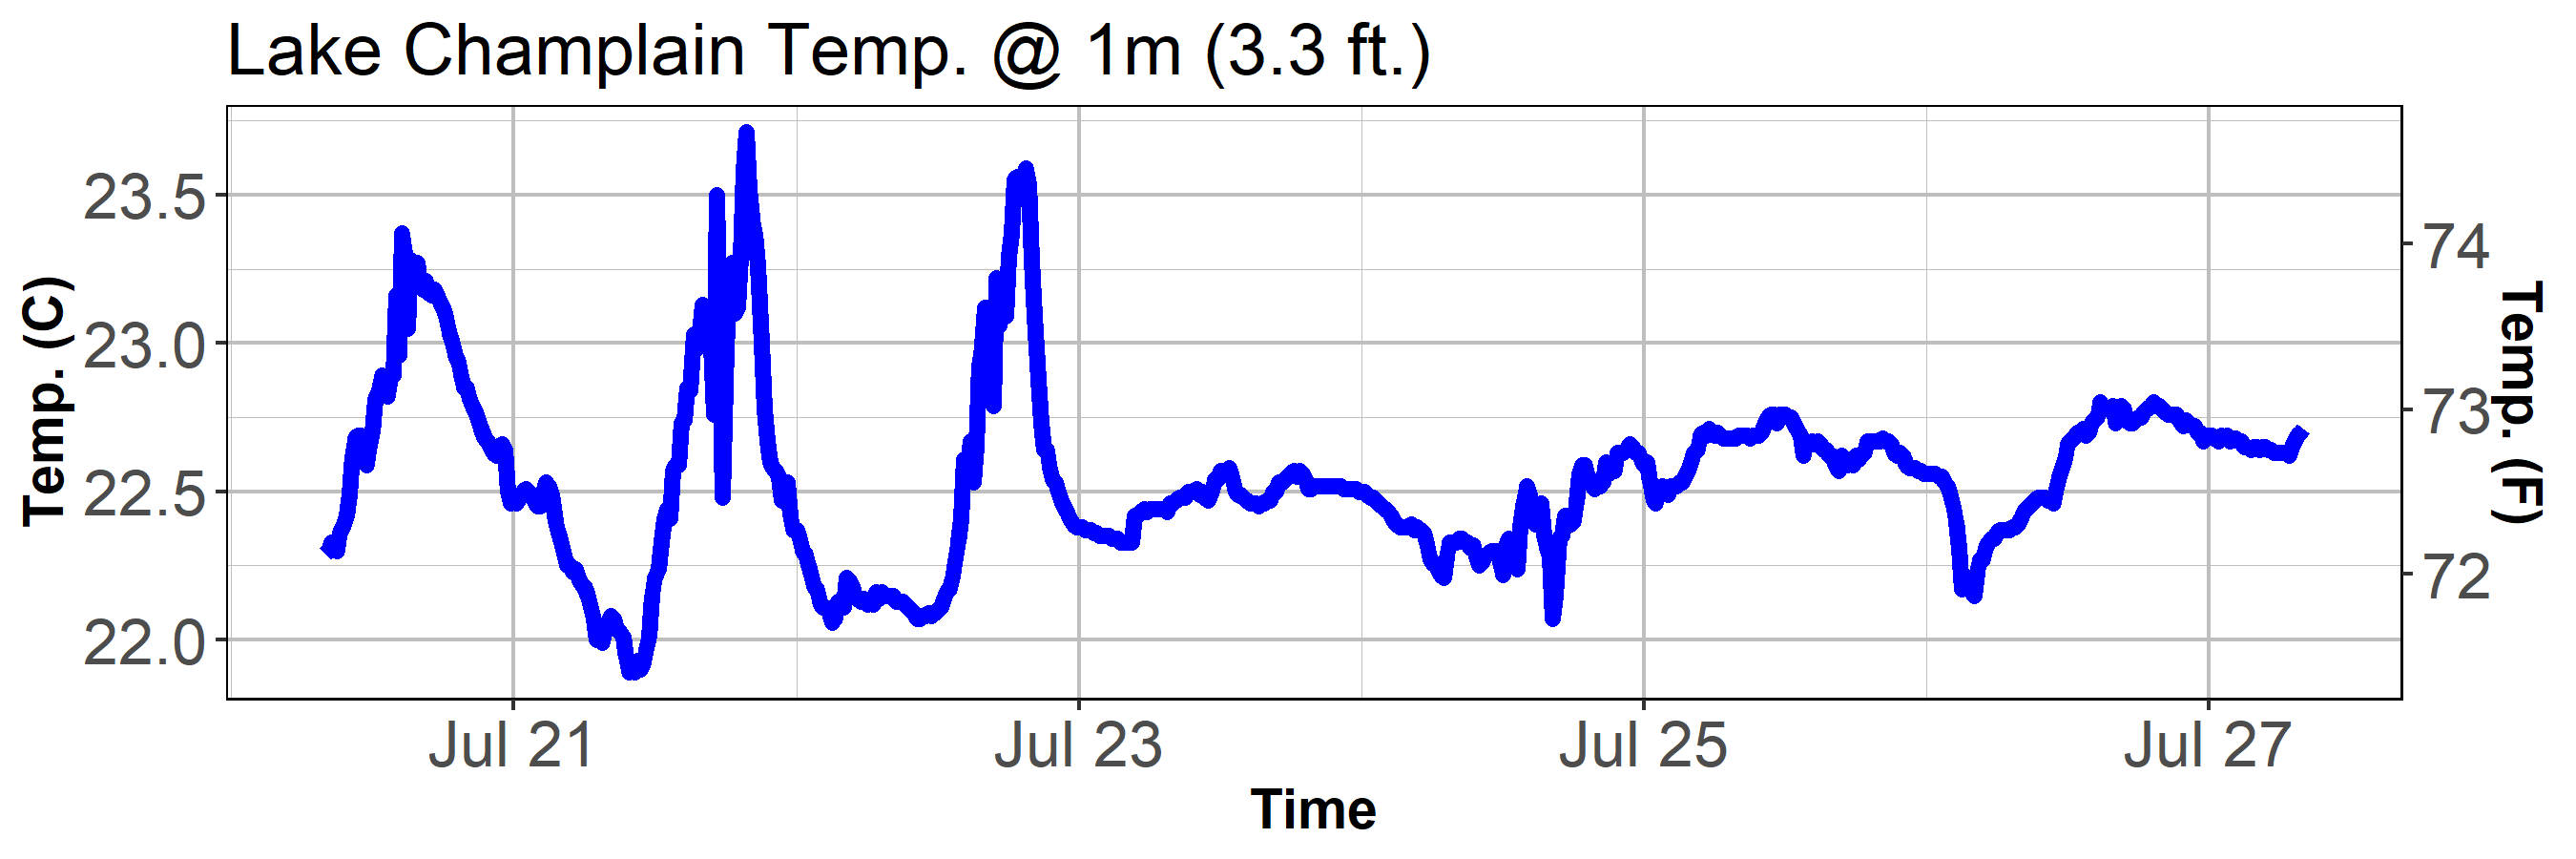 Lake Champlain Temp. @ 1m (3.3 ft.)
Temp. (C)
23.5
23.0
22.5
22.0
74
73
72
Temp. (F)
Jul 21
Jul 23
Jul 25
Jul 27
Time